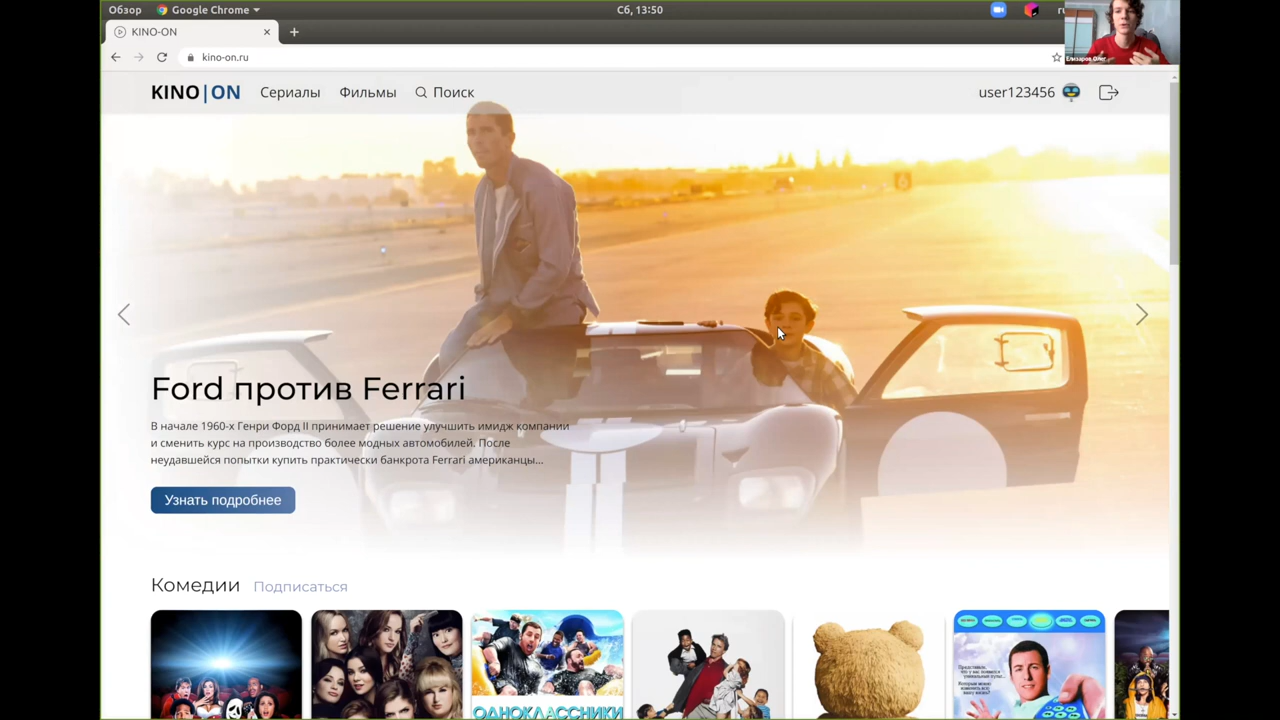 Обзор
Google Chrome
Сб, 13:50
KINO-ON
kino-on.ru
Елизаров Олег
KINO|ON
Сериалы
Фильмы
Поиск
user123456
Ford против Ferrari
В начале 1960-х Генри Форд II принимает решение улучшить имидж компании
и сменить курс на производство более модных автомобилей. После
неудавшейся попытки купить практически банкрота Ferrari американцы...
Узнать подробнее
Комедии
Подписаться
ОДНОКЛАССНИКИ